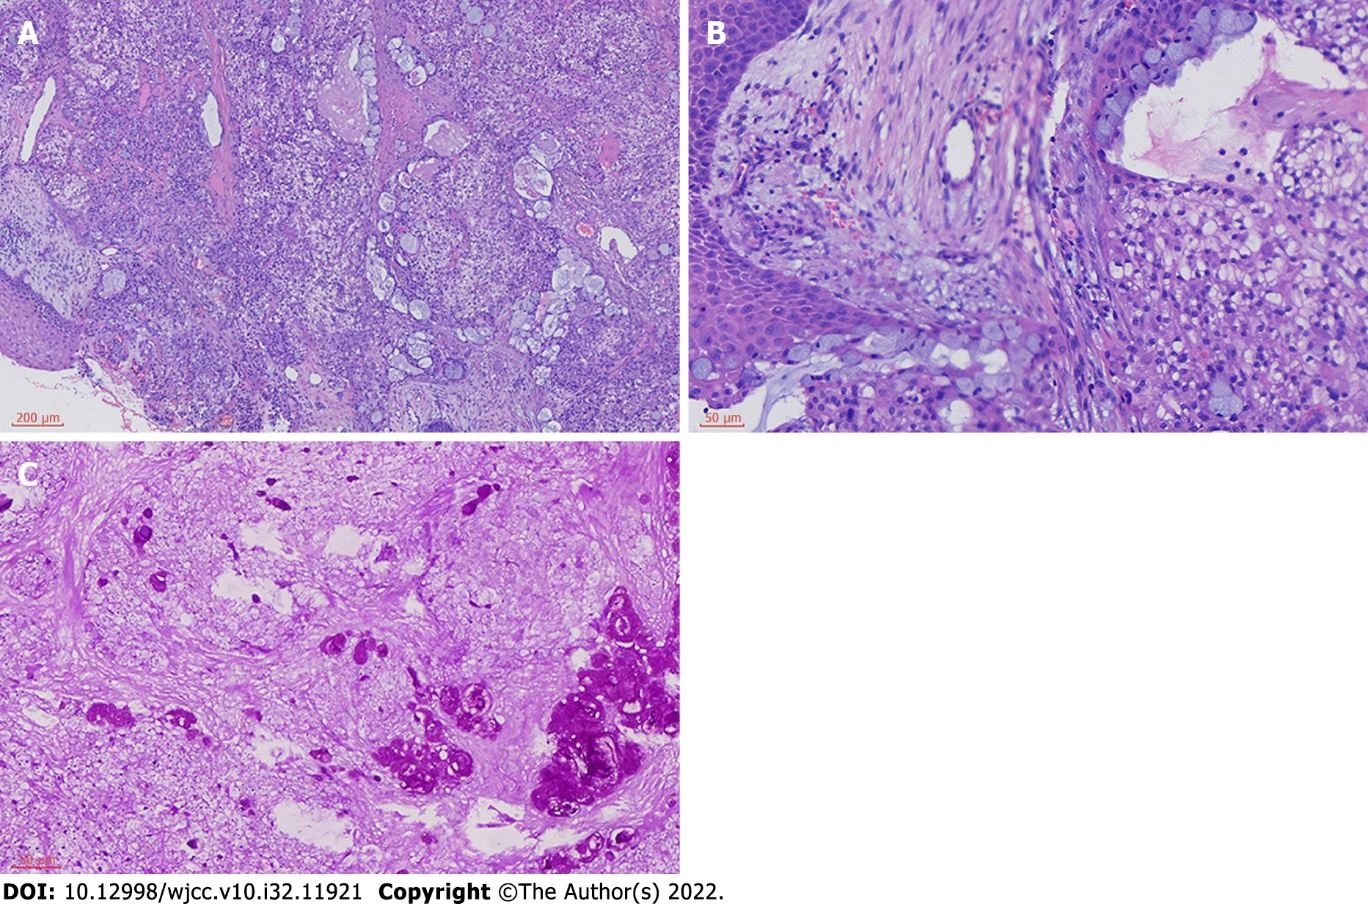 A
B
200 µm
50 µm
C
DOI: 10.12998/wjcc.v10.i32.11921 Copyright ©The Author(s) 2022.